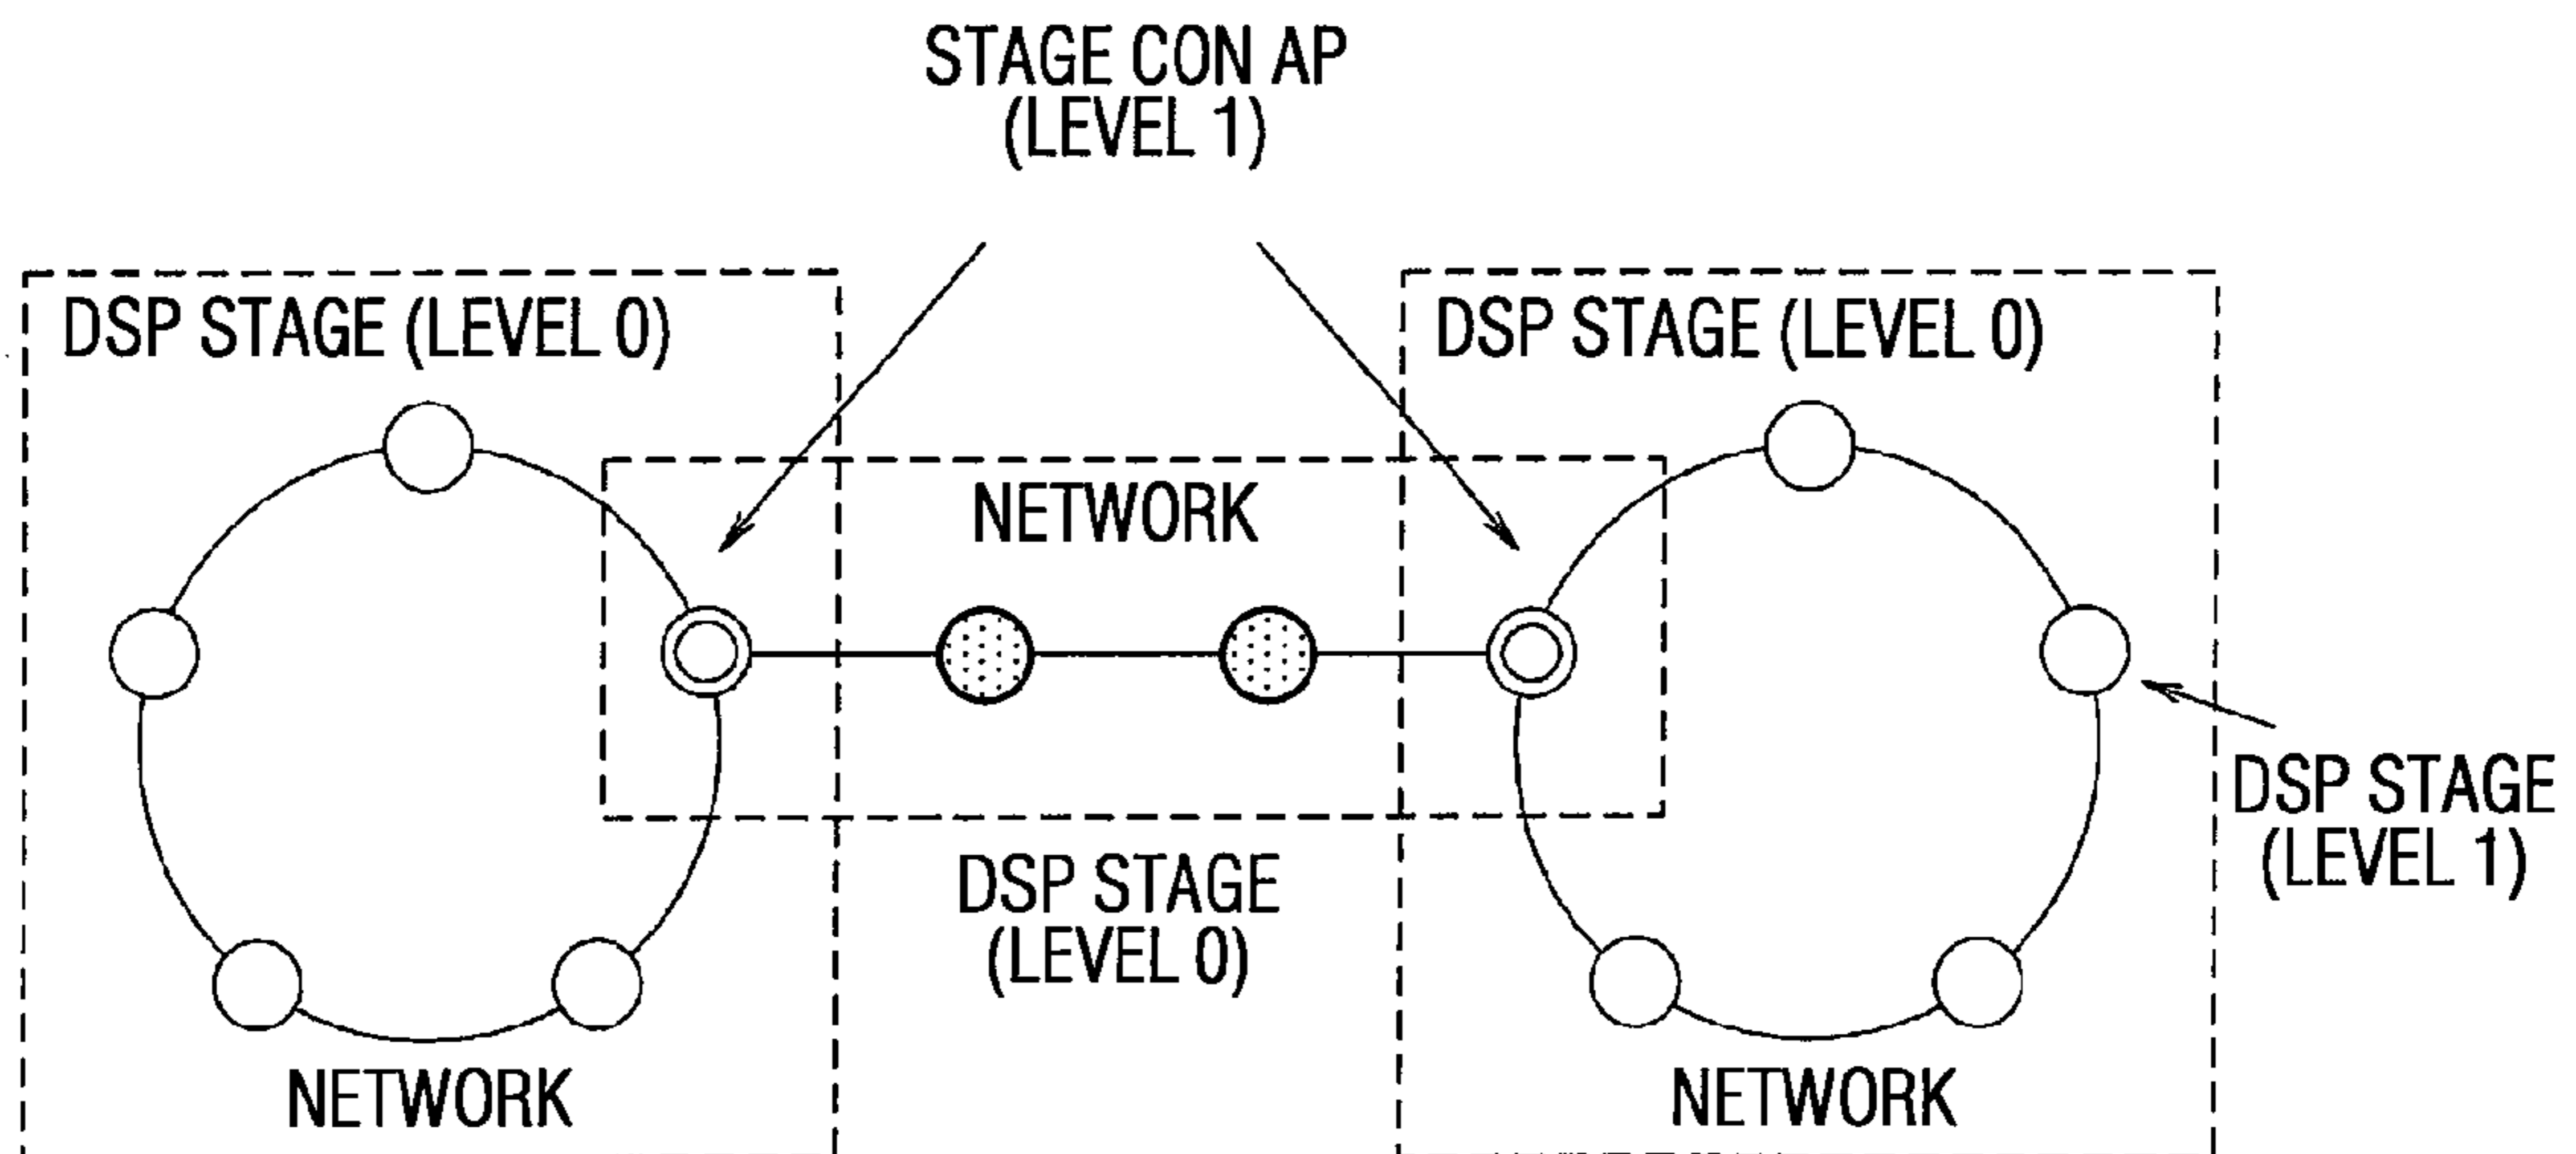 STAGE CON AP
(LEVEL 1)
DSP STAGE (LEVEL 0)
DSP STAGE (LEVEL 0)
NETWORK
DSP STAGE
(LEVEL 1)
DSP STAGE
(LEVEL 0)
NETWORK
NETWORK